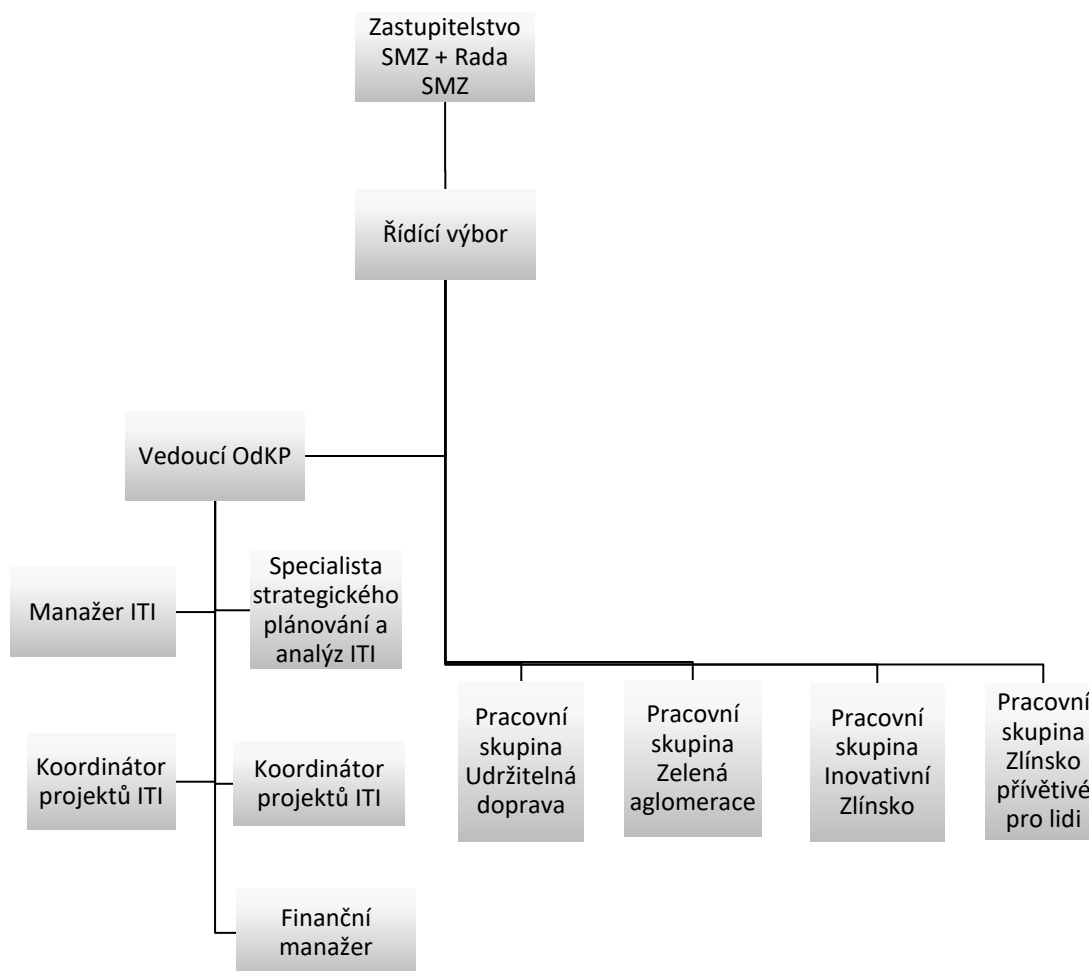 Zastupitelstvo
SMZ + Rada
SMZ
Řídící výbor
Vedoucí OdKP
Manažer ITI
Specialista
strategického
plánování a
analýz ITI
Koordinátor
projektů ITI
Koordinátor
projektů ITI
Finanční
manažer
Pracovní
skupina
Udržitelná
doprava
Pracovní
skupina
Zelená
aglomerace
Pracovní
skupina
Inovativní
Zlínsko
Pracovní
skupina
Zlínsko
přívětivé
pro lidi